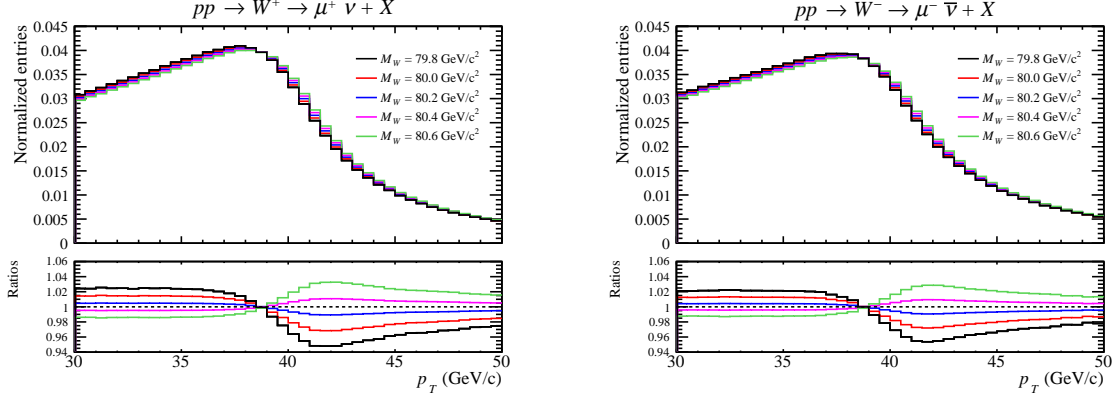 pp → W⁺ → μ⁺ ν + X
Normalized entries
0.045
0.04
0.035
0.03
0.025
0.02
0.015
0.01
0.005
0
M_W = 79.8 GeV/c²
M_W = 80.0 GeV/c²
M_W = 80.2 GeV/c²
M_W = 80.4 GeV/c²
M_W = 80.6 GeV/c²
Ratios
1.06
1.04
1.02
1
0.98
0.96
0.94
30 35 40 45 50
p_T (GeV/c)
pp → W⁻ → μ⁻ ν̅ + X
Normalized entries
0.045
0.04
0.035
0.03
0.025
0.02
0.015
0.01
0.005
0
M_W = 79.8 GeV/c²
M_W = 80.0 GeV/c²
M_W = 80.2 GeV/c²
M_W = 80.4 GeV/c²
M_W = 80.6 GeV/c²
Ratios
1.06
1.04
1.02
1
0.98
0.96
0.94
30 35 40 45 50
p_T (GeV/c)